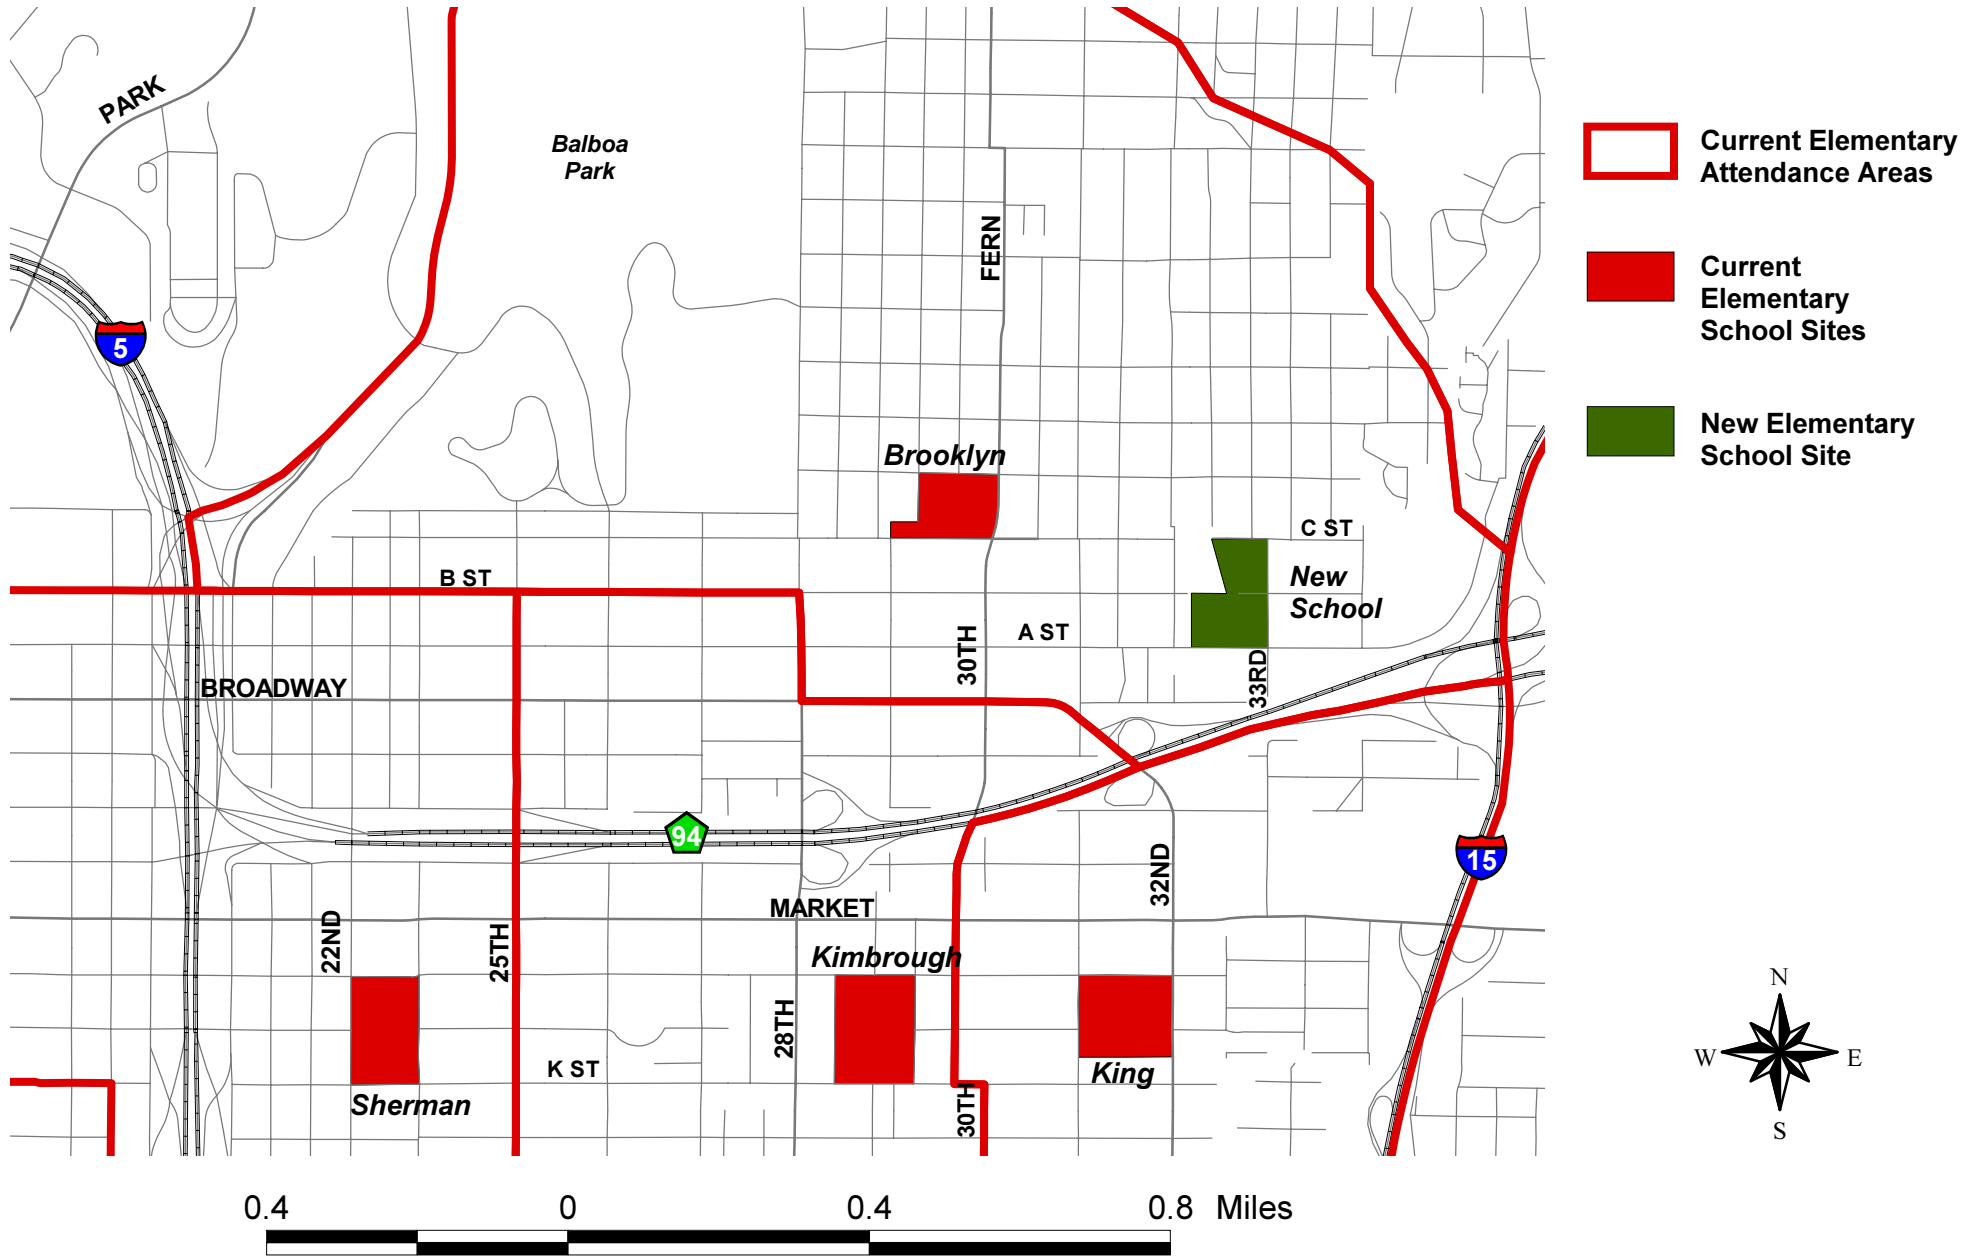 PARK
Balboa
Park
FERN
5
Brooklyn
C ST
B ST
New
School
A ST
30TH
33RD
BROADWAY
94
32ND
15
MARKET
22ND
25TH
Kimbrough
28TH
K ST
King
Sherman
30TH
Current Elementary
Attendance Areas
Current
Elementary
School Sites
New Elementary
School Site
N
W
E
S
0.4 0 0.4 0.8 Miles